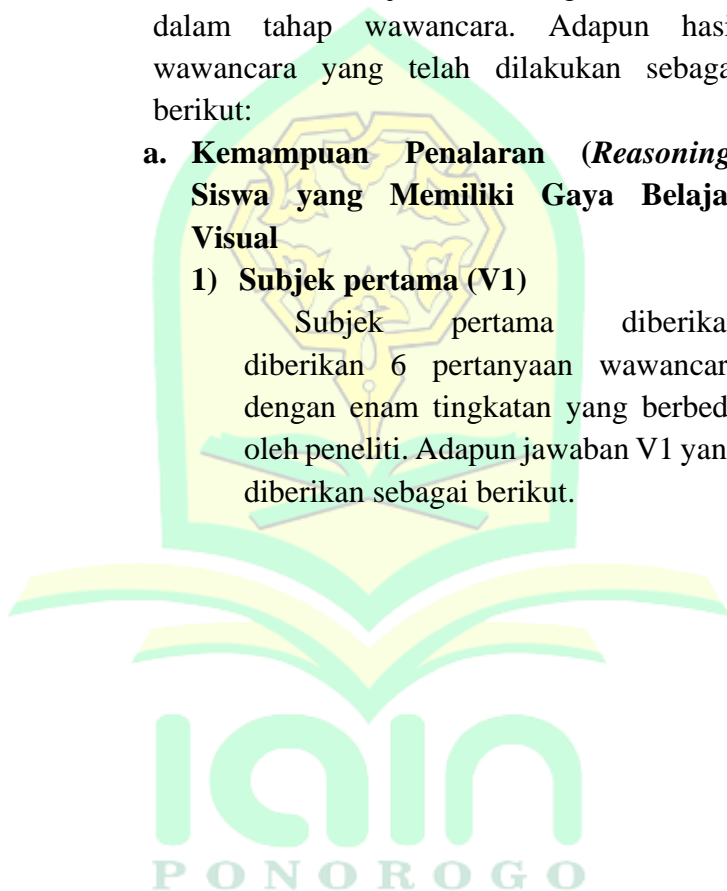 dalam tahap wawancara. Adapun hasi
wawancara yang telah dilakukan sebaga
berikut:
a. Kemampuan Penalaran (Reasoning
Siswa yang Memiliki Gaya Belaja
Visual
1) Subjek pertama (V1)
Subjek pertama diberika
diberikan 6 pertanyaan wawancar
dengan enam tingkatan yang berbed
oleh peneliti. Adapun jawaban V1 yan
diberikan sebagai berikut.
iain
PONOROGO